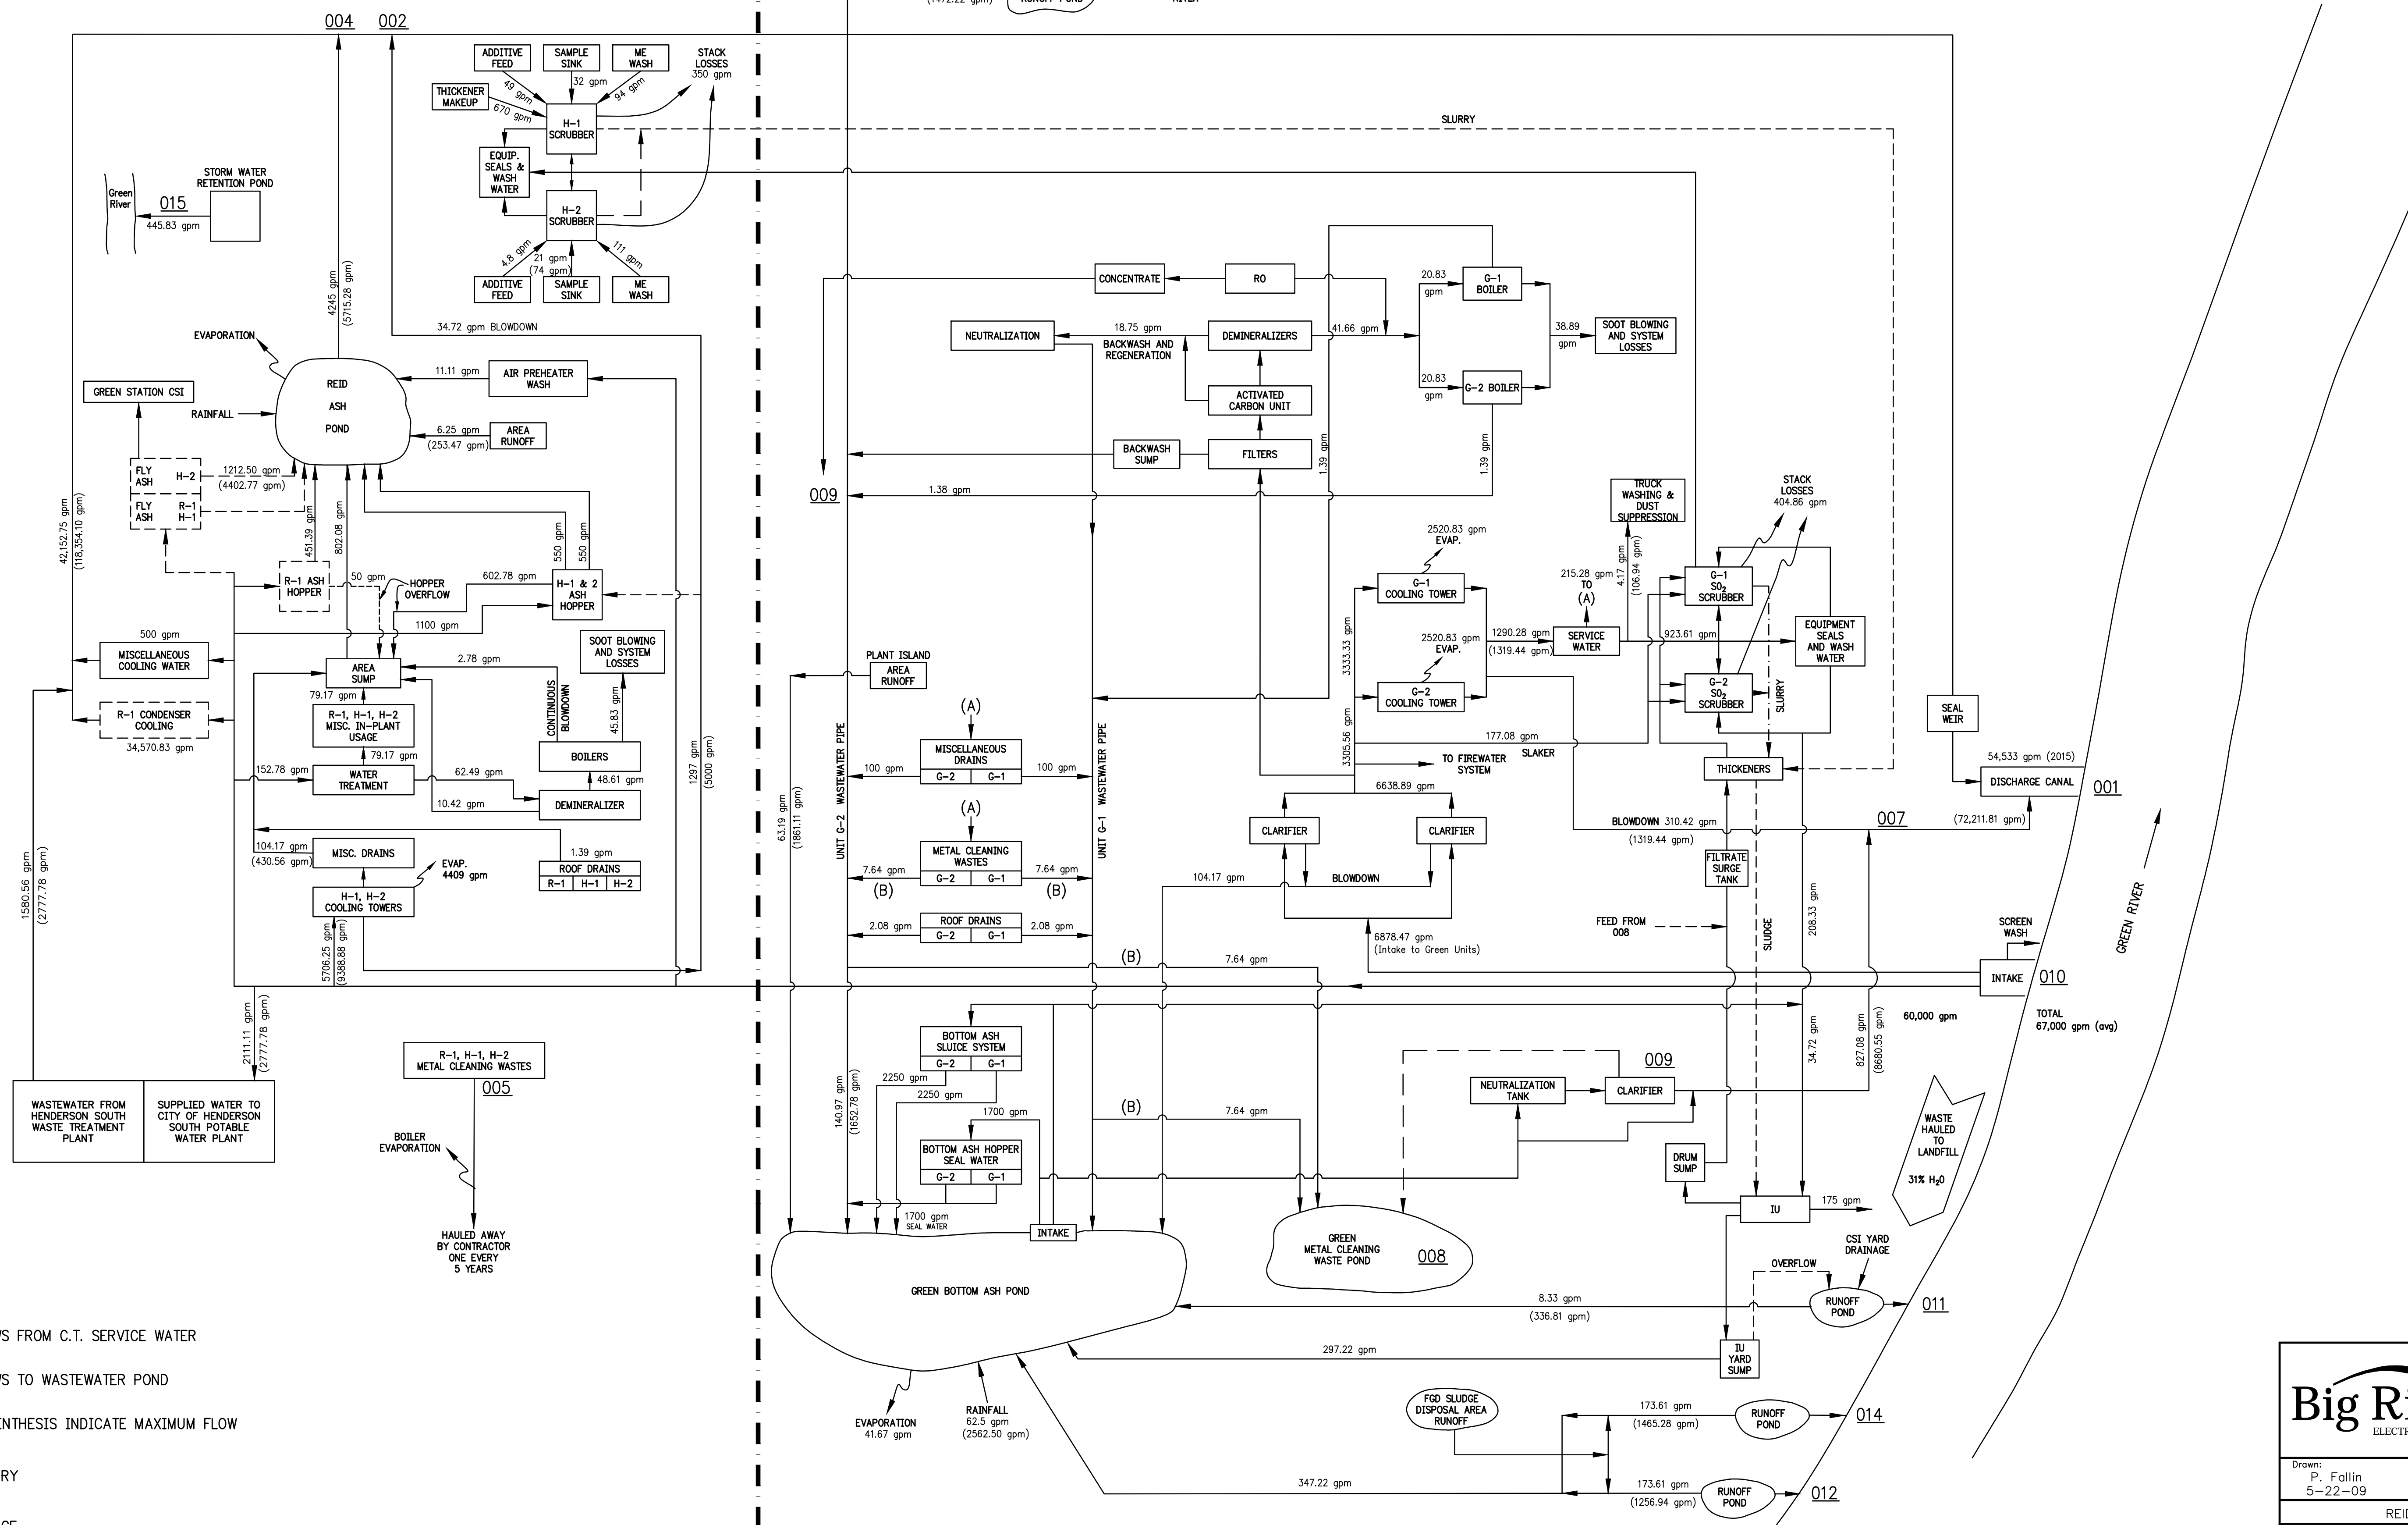 (1472.22 gpm)
RUNOFF POND
RIVER
004
002
ADDITIVE
FEED
SAMPLE
SINK
ME
WASH
STACK
LOSSES
350 gpm
THICKENER
MAKEUP
49 gpm
32 gpm
94 gpm
670 gpm
H-1
SCRUBBER
SLURRY
EQUIP.
SEALS &
WASH
WATER
H-2
SCRUBBER
4.8 gpm
21 gpm
(74 gpm)
111 gpm
ADDITIVE
FEED
SAMPLE
SINK
ME
WASH
STORM WATER
RETENTION POND
Green
River
015
445.83 gpm
4245 gpm
(5715.28 gpm)
34.72 gpm BLOWDOWN
EVAPORATION
REID
ASH
POND
11.11 gpm
AIR PREHEATER
WASH
GREEN STATION CSI
RAINFALL
6.25 gpm
(253.47 gpm)
AREA
RUNOFF
FLY
ASH
H-2
1212.50 gpm
(4402.77 gpm)
FLY
ASH
R-1
H-1
42,152.75 gpm
(118,354.10 gpm)
451.39 gpm
802.08 gpm
550 gpm
550 gpm
R-1 ASH
HOPPER
50 gpm
HOPPER
OVERFLOW
602.78 gpm
H-1 & 2
ASH
HOPPER
1100 gpm
500 gpm
MISCELLANEOUS
COOLING WATER
AREA
SUMP
2.78 gpm
SOOT BLOWING
AND SYSTEM
LOSSES
79.17 gpm
R-1, H-1, H-2
MISC. IN-PLANT
USAGE
CONTINUOUS
BLOWDOWN
45.83 gpm
R-1 CONDENSER
COOLING
34,570.83 gpm
BOILERS
79.17 gpm
152.78 gpm
WATER
TREATMENT
62.49 gpm
48.61 gpm
10.42 gpm
DEMINERALIZER
1297 gpm
(5000 gpm)
104.17 gpm
(430.56 gpm)
MISC. DRAINS
EVAP.
4409 gpm
1.39 gpm
ROOF DRAINS
R-1 H-1 H-2
H-1, H-2
COOLING TOWERS
1580.56 gpm
(2777.78 gpm)
5706.25 gpm
(9388.88 gpm)
2111.11 gpm
(2777.78 gpm)
WASTEWATER FROM
HENDERSON SOUTH
WASTE TREATMENT
PLANT
SUPPLIED WATER TO
CITY OF HENDERSON
SOUTH POTABLE
WATER PLANT
R-1, H-1, H-2
METAL CLEANING WASTES
005
BOILER
EVAPORATION
HAULED AWAY
BY CONTRACTOR
ONE EVERY
5 YEARS
CONCENTRATE
RO
20.83
gpm
G-1
BOILER
NEUTRALIZATION
18.75 gpm
BACKWASH AND
REGENERATION
DEMINERALIZERS
41.66 gpm
38.89
gpm
SOOT BLOWING
AND SYSTEM
LOSSES
ACTIVATED
CARBON UNIT
20.83
gpm
G-2 BOILER
BACKWASH
SUMP
FILTERS
1.39 gpm
1.39 gpm
009
1.38 gpm
2520.83 gpm
EVAP.
TRUCK
WASHING &
DUST
SUPPRESSION
STACK
LOSSES
404.86 gpm
G-1
COOLING TOWER
215.28 gpm
TO
(A)
4.17 gpm
(106.94 gpm)
G-1
SO2
SCRUBBER
3333.33 gpm
2520.83 gpm
EVAP.
1290.28 gpm
(1319.44 gpm)
SERVICE
WATER
923.61 gpm
EQUIPMENT
SEALS
AND WASH
WATER
PLANT ISLAND
AREA
RUNOFF
G-2
COOLING TOWER
G-2
SO2
SCRUBBER
SLURRY
3305.56 gpm
177.08 gpm
SLAKER
TO FIREWATER
SYSTEM
THICKENERS
SEAL
WEIR
54,533 gpm (2015)
DISCHARGE CANAL
001
(A)
MISCELLANEOUS
DRAINS
G-2 G-1
100 gpm
100 gpm
UNIT G-2 WASTEWATER PIPE
UNIT G-1 WASTEWATER PIPE
63.19 gpm
(1861.11 gpm)
6638.89 gpm
CLARIFIER
CLARIFIER
(A)
METAL CLEANING
WASTES
G-2 G-1
7.64 gpm
(B)
7.64 gpm
(B)
104.17 gpm
BLOWDOWN
BLOWDOWN 310.42 gpm
(1319.44 gpm)
007
(72,211.81 gpm)
FILTRATE
SURGE
TANK
ROOF DRAINS
G-2 G-1
2.08 gpm
2.08 gpm
6878.47 gpm
(Intake to Green Units)
FEED FROM
008
SLUDGE
208.33 gpm
SCREEN
WASH
GREEN RIVER
INTAKE
010
(B)
7.64 gpm
60,000 gpm
TOTAL
67,000 gpm (avg)
BOTTOM ASH
SLUICE SYSTEM
G-2 G-1
2250 gpm
2250 gpm
1700 gpm
140.97 gpm
(1652.78 gpm)
BOTTOM ASH HOPPER
SEAL WATER
G-2 G-1
1700 gpm
SEAL WATER
INTAKE
(B)
7.64 gpm
009
NEUTRALIZATION
TANK
CLARIFIER
34.72 gpm
827.08 gpm
(8680.55 gpm)
DRUM
SUMP
WASTE
HAULED
TO
LANDFILL
31% H2O
IU
175 gpm
GREEN
METAL CLEANING
WASTE POND
008
GREEN BOTTOM ASH POND
CSI YARD
DRAINAGE
OVERFLOW
8.33 gpm
(336.81 gpm)
RUNOFF
POND
011
297.22 gpm
IU
YARD
SUMP
EVAPORATION
41.67 gpm
RAINFALL
62.5 gpm
(2562.50 gpm)
FGD SLUDGE
DISPOSAL AREA
RUNOFF
173.61 gpm
(1465.28 gpm)
RUNOFF
POND
014
347.22 gpm
173.61 gpm
(1256.94 gpm)
RUNOFF
POND
012
WS FROM C.T. SERVICE WATER
WS TO WASTEWATER POND
ENTHESIS INDICATE MAXIMUM FLOW
RY
Big Ri
ELECTR
Drawn:
P. Fallin
5-22-09
REID